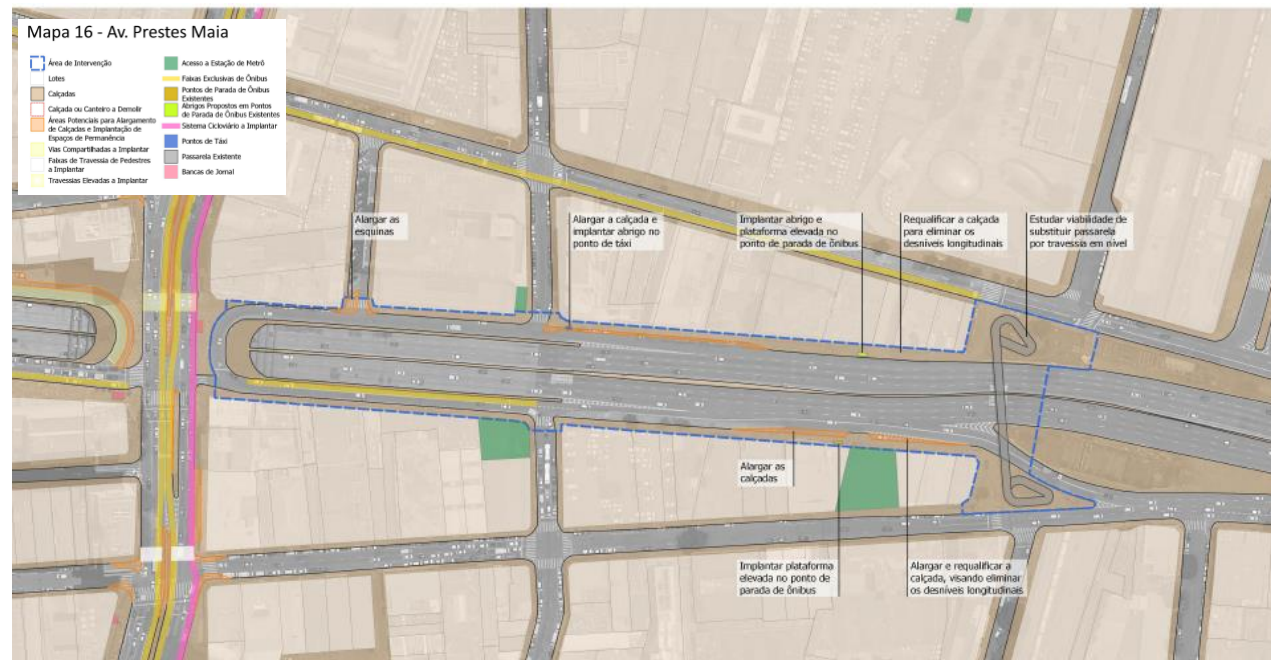 Mapa 16 - Av. Prestes Maia
Área de Intervenção
Lotes
Calçadas
Calçada ou Canteiro a Demolir
Áreas Potenciais para Alargamento
de Calçadas e Implantação de
Espaços de Permanência
Vias Compartilhadas a Implantar
Faixas de Travessia de Pedestres
a Implantar
Travessias Elevadas a Implantar
Acesso a Estação de Metrô
Faixas Exclusivas de Ônibus
Pontos de Parada de Ônibus
Existentes
Abrigos Propostos em Pontos
de Parada de Ônibus Existentes
Sistema Cicloviário a Implantar
Pontos de Táxi
Passarela Existente
Bancas de Jornal
Alargar as
esquinas
Alargar a calçada e
implantar abrigo no
ponto de táxi
Implantar abrigo e
plataforma elevada no
ponto de parada de ônibus
Requalificar a calçada
para eliminar os
desníveis longitudinais
Estudar viabilidade de
substituir passarela
por travessia em nível
Alargar as
calçadas
Implantar plataforma
elevada no ponto de
parada de ônibus
Alargar e requalificar a
calçada, visando eliminar
os desníveis longitudinais